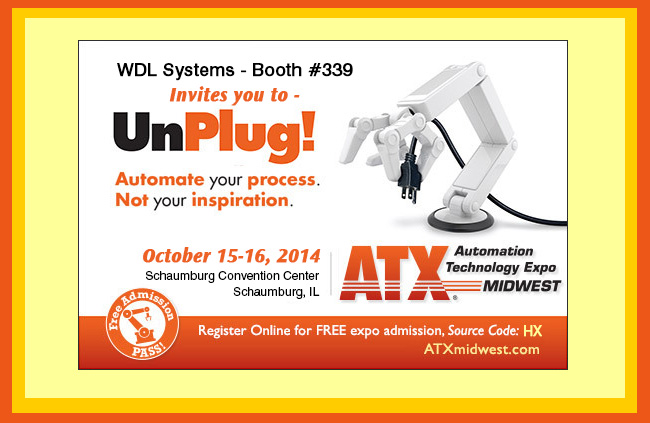 WDL Systems - Booth #339
Invites you to -
UnPlug!
Automate your process.
Not your inspiration.
October 15-16, 2014
Schaumburg Convention Center
Schaumburg, IL
ATX®
Automation
Technology Expo
MIDWEST
Free Admission
PASS!
Register Online for FREE expo admission, Source Code: HX
ATXmidwest.com